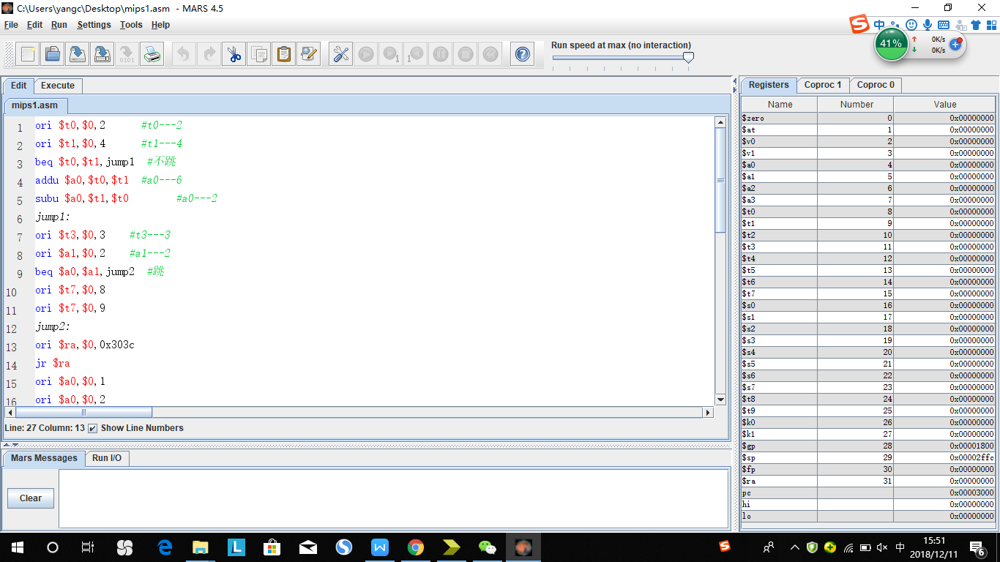 C:\Users\yangc\Desktop\mips1.asm - MARS 4.5
File Edit Run Settings Tools Help
中
41% 0K/s
0K/s
Run speed at max (no interaction)
Edit Execute
mips1.asm
1 ori $t0,$0,2 #t0---2
2 ori $t1,$0,4 #t1---4
3 beq $t0,$t1,jump1 #不跳
4 addu $a0,$t0,$t1 #a0---6
5 subu $a0,$t1,$t0 #a0---2
6 jump1:
7 ori $t3,$0,3 #t3---3
8 ori $a1,$0,2 #a1---2
9 beq $a0,$a1,jump2 #跳
10 ori $t7,$0,8
11 ori $t7,$0,9
12 jump2:
13 ori $ra,$0,0x303c
14 jr $ra
15 ori $a0,$0,1
16 ori $a0,$0,2
Line: 27 Column: 13 Show Line Numbers
Mars Messages Run I/O
Clear
Registers Coproc 1 Coproc 0
Name Number Value
$zero 0 0x00000000
$at 1 0x00000000
$v0 2 0x00000000
$v1 3 0x00000000
$a0 4 0x00000000
$a1 5 0x00000000
$a2 6 0x00000000
$a3 7 0x00000000
$t0 8 0x00000000
$t1 9 0x00000000
$t2 10 0x00000000
$t3 11 0x00000000
$t4 12 0x00000000
$t5 13 0x00000000
$t6 14 0x00000000
$t7 15 0x00000000
$s0 16 0x00000000
$s1 17 0x00000000
$s2 18 0x00000000
$s3 19 0x00000000
$s4 20 0x00000000
$s5 21 0x00000000
$s6 22 0x00000000
$s7 23 0x00000000
$t8 24 0x00000000
$t9 25 0x00000000
$k0 26 0x00000000
$k1 27 0x00000000
$gp 28 0x00001800
$sp 29 0x00002ffc
$fp 30 0x00000000
$ra 31 0x00000000
pc 0x00003000
hi 0x00000000
lo 0x00000000
中 15:51
2018/12/11 6